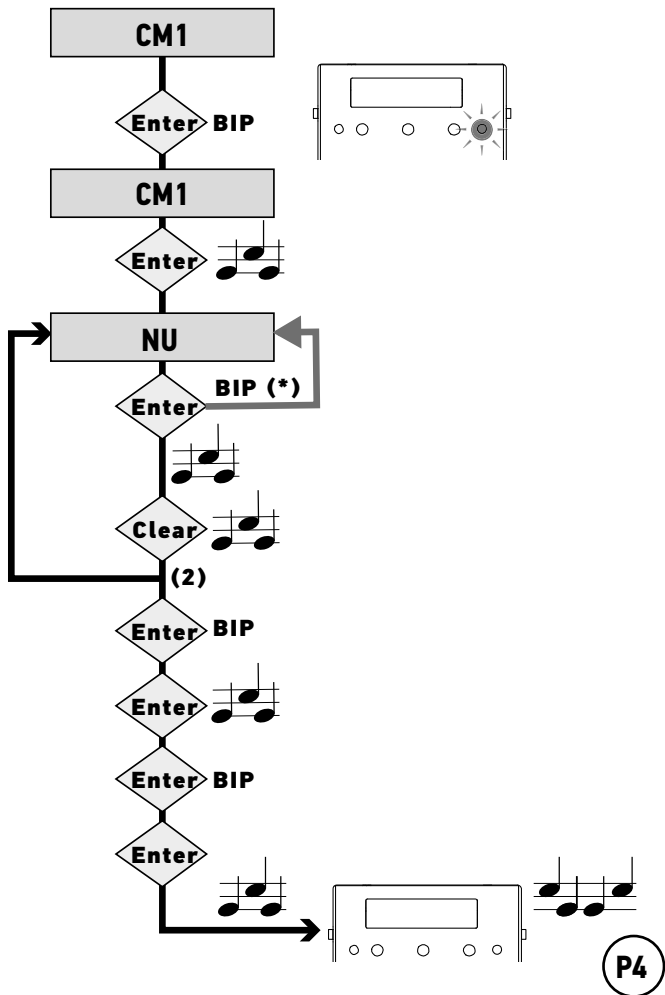 CM1
Enter BIP
CM1
Enter
NU
BIP (*)
Enter
Clear
(2)
Enter BIP
Enter
Enter BIP
Enter
P4